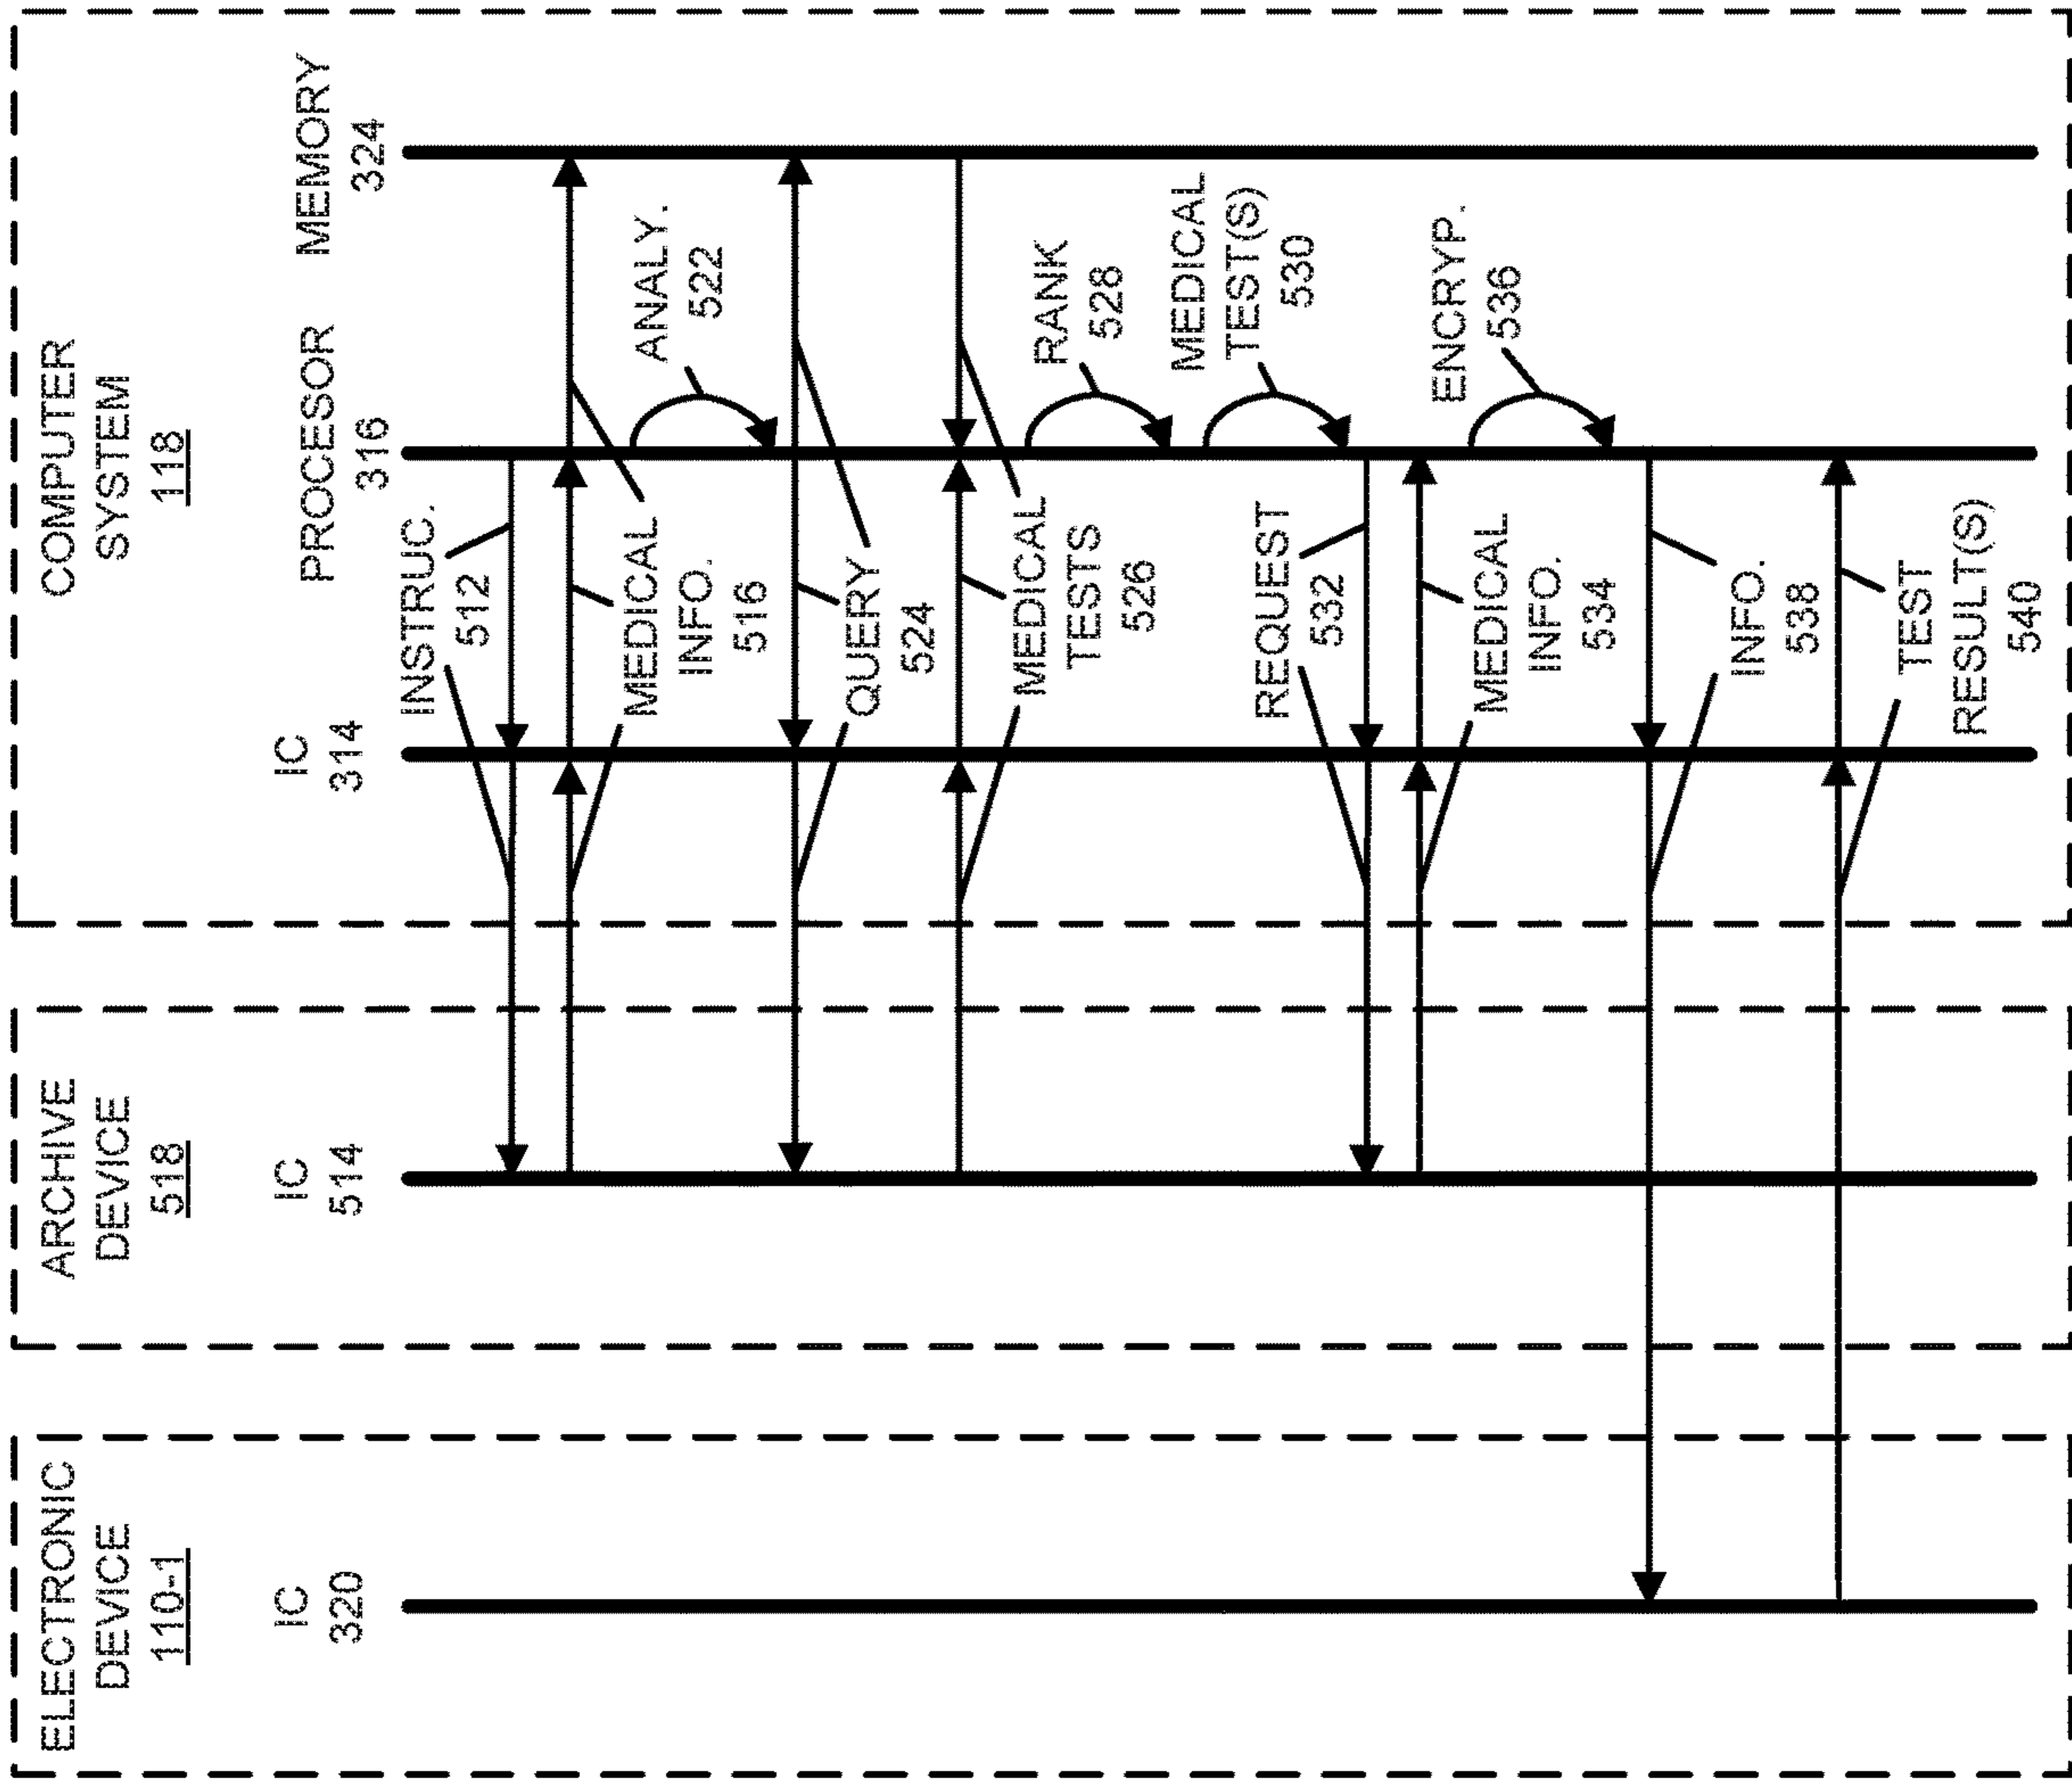 ELECTRONIC
DEVICE
110-1
ARCHIVE
DEVICE
518
COMPUTER
SYSTEM
118
IC
320
IC
514
IC
314
PROCESSOR
316
MEMORY
324
INSTRUC.
512
MEDICAL
INFO.
516
ANALY.
522
QUERY
524
MEDICAL
TESTS
526
RANK
528
MEDICAL
TEST(S)
530
REQUEST
532
MEDICAL
INFO.
534
ENCRYP.
536
INFO.
538
TEST
RESULT(S)
540